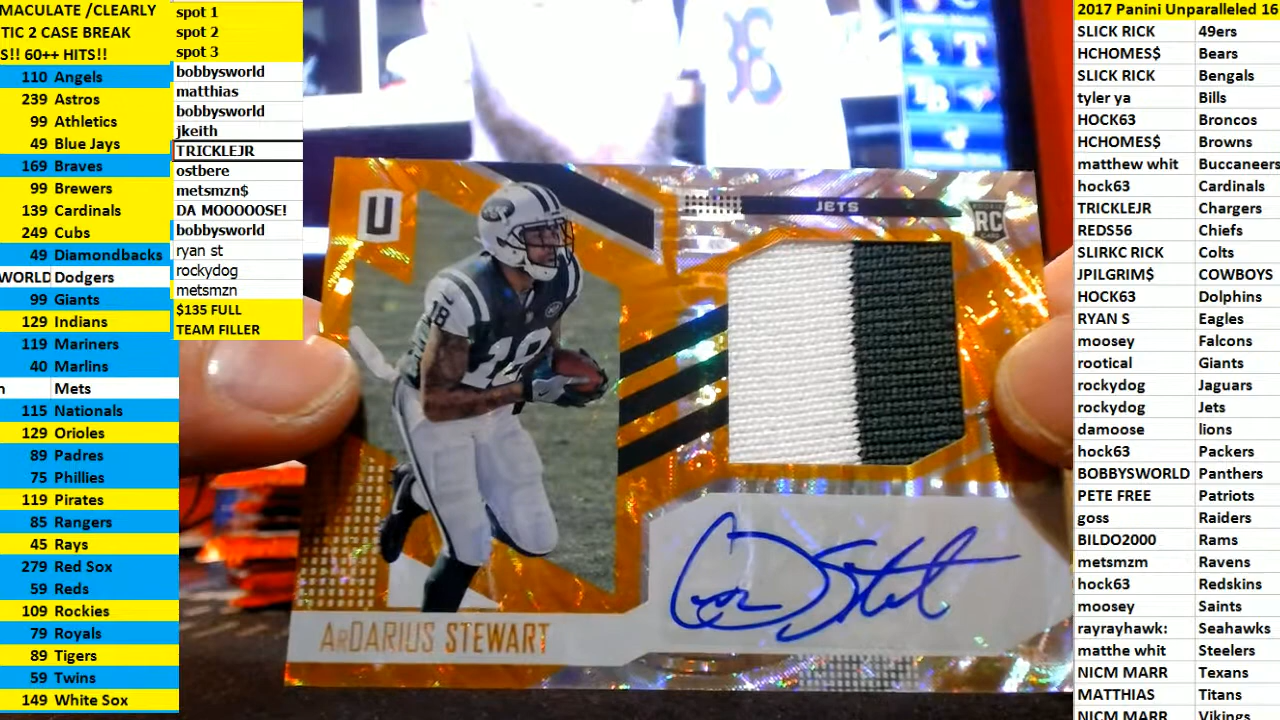 MACULATE /CLEARLY
TIC 2 CASE BREAK
S!! 60++ HITS!!
110 Angels
239 Astros
99 Athletics
49 Blue Jays
169 Braves
99 Brewers
139 Cardinals
249 Cubs
49 Diamondbacks
WORLD Dodgers
99 Giants
129 Indians
119 Mariners
40 Marlins
n Mets
115 Nationals
129 Orioles
89 Padres
75 Phillies
119 Pirates
85 Rangers
45 Rays
279 Red Sox
59 Reds
109 Rockies
79 Royals
89 Tigers
59 Twins
149 White Sox
spot 1
spot 2
spot 3
bobbysworld
matthias
bobbysworld
jkeith
TRICKLEJR
ostbere
metsmzn$
DA MOOOOOSE!
bobbysworld
ryan st
rockydog
metsmzn
$135 FULL
TEAM FILLER
U
JETS
RC
18
18
ARDARIUS STEWART
2017 Panini Unparalleled 16
SLICK RICK 49ers
HCHOMES$ Bears
SLICK RICK Bengals
tyler ya Bills
HOCK63 Broncos
HCHOMES$ Browns
matthew whit Buccaneers
hock63 Cardinals
TRICKLEJR Chargers
REDS56 Chiefs
SLIRKC RICK Colts
JPILGRIM$ COWBOYS
HOCK63 Dolphins
RYAN S Eagles
moosey Falcons
rootical Giants
rockydog Jaguars
rockydog Jets
damoose lions
hock63 Packers
BOBBYSWORLD Panthers
PETE FREE Patriots
goss Raiders
BILDO2000 Rams
metsmzm Ravens
hock63 Redskins
moosey Saints
rayrayhawk: Seahawks
matthe whit Steelers
NICM MARR Texans
MATTHIAS Titans
NICM MARR Vikings